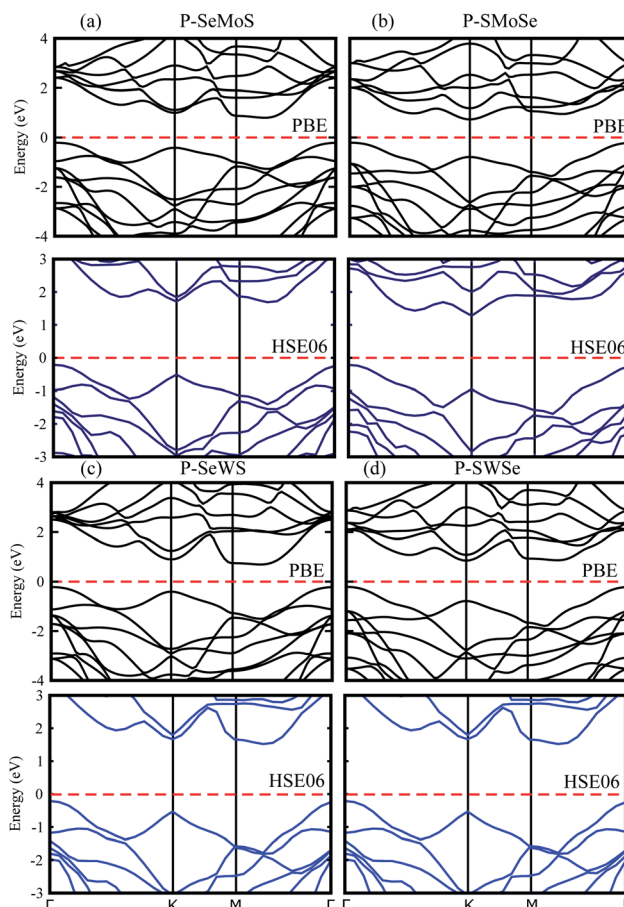 (a) P-SeMoS (b) P-SMoSe
4
2
0
-2
-4
Energy (eV)
PBE
PBE
3
2
1
0
-1
-2
-3
Energy (eV)
HSE06
HSE06
(c) P-SeWS (d) P-SWSe
4
2
0
-2
-4
Energy (eV)
PBE
PBE
3
2
1
0
-1
-2
-3
Energy (eV)
HSE06
HSE06
K M K M